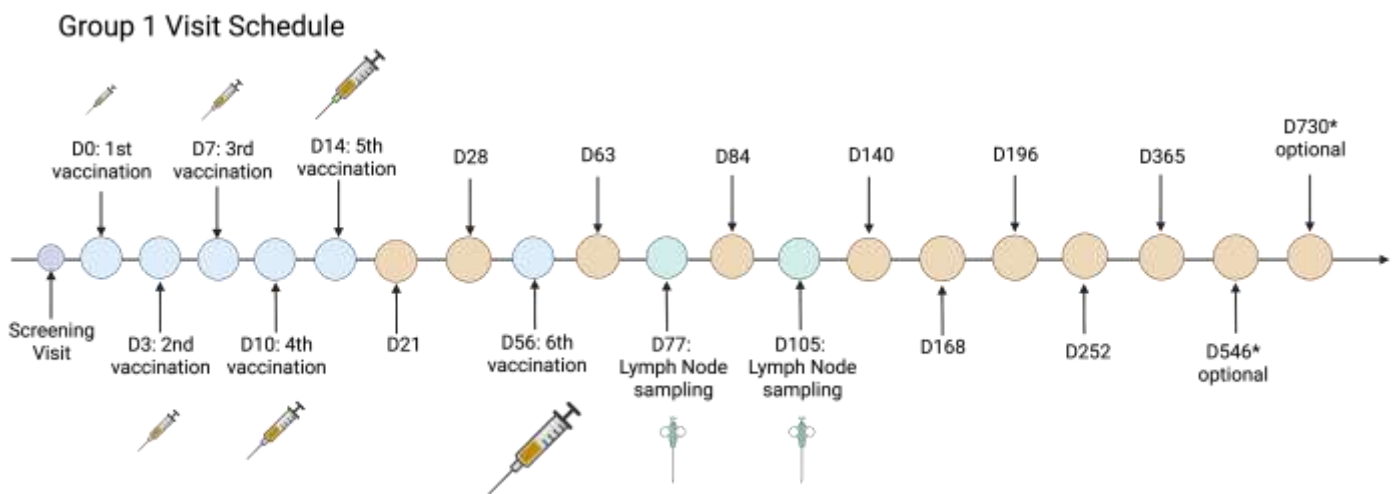 Group 1 Visit Schedule
D0: 1st
vaccination
D7: 3rd
vaccination
D14: 5th
vaccination
D28
D63
D84
D140
D196
D365
D730*
optional
Screening
Visit
D3: 2nd
vaccination
D10: 4th
vaccination
D21
D56: 6th
vaccination
D77:
Lymph Node
sampling
D105:
Lymph Node
sampling
D168
D252
D546*
optional